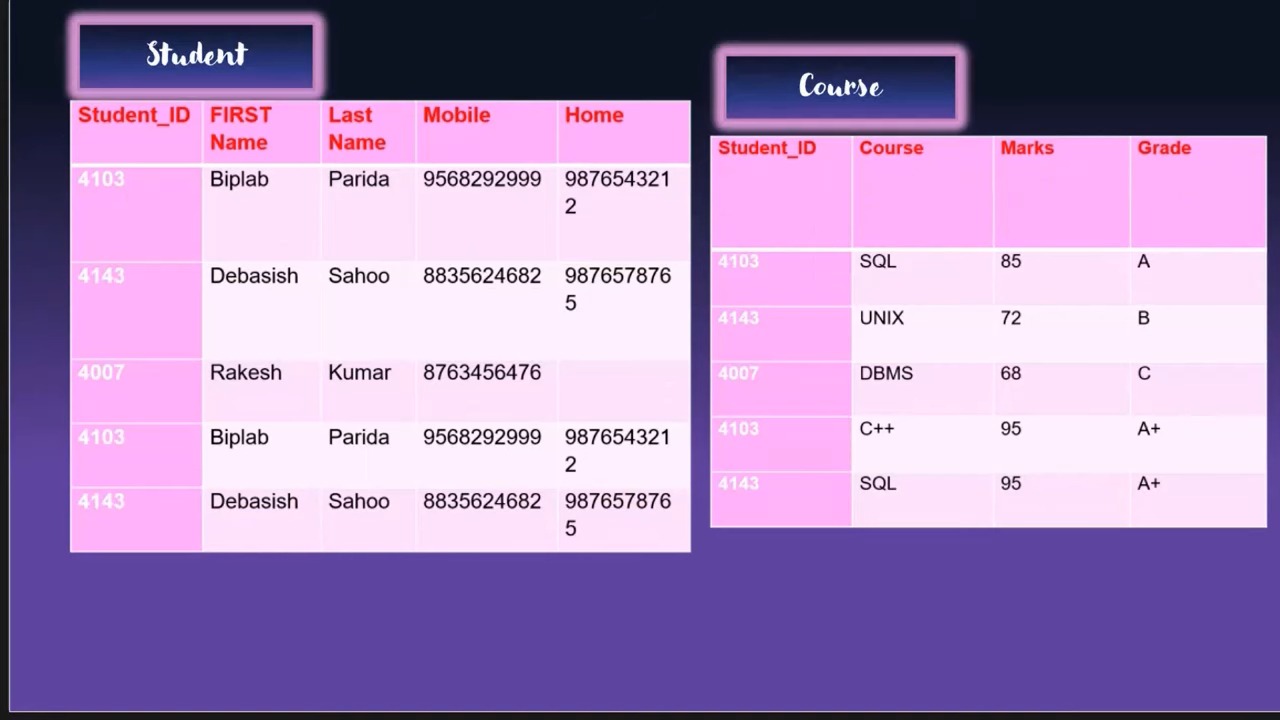 Student
Student_ID FIRST Name Last Name Mobile Home
4103 Biplab Parida 9568292999 9876543212
4143 Debasish Sahoo 8835624682 9876578765
4007 Rakesh Kumar 8763456476
4103 Biplab Parida 9568292999 9876543212
4143 Debasish Sahoo 8835624682 9876578765
Course
Student_ID Course Marks Grade
4103 SQL 85 A
4143 UNIX 72 B
4007 DBMS 68 C
4103 C++ 95 A+
4143 SQL 95 A+